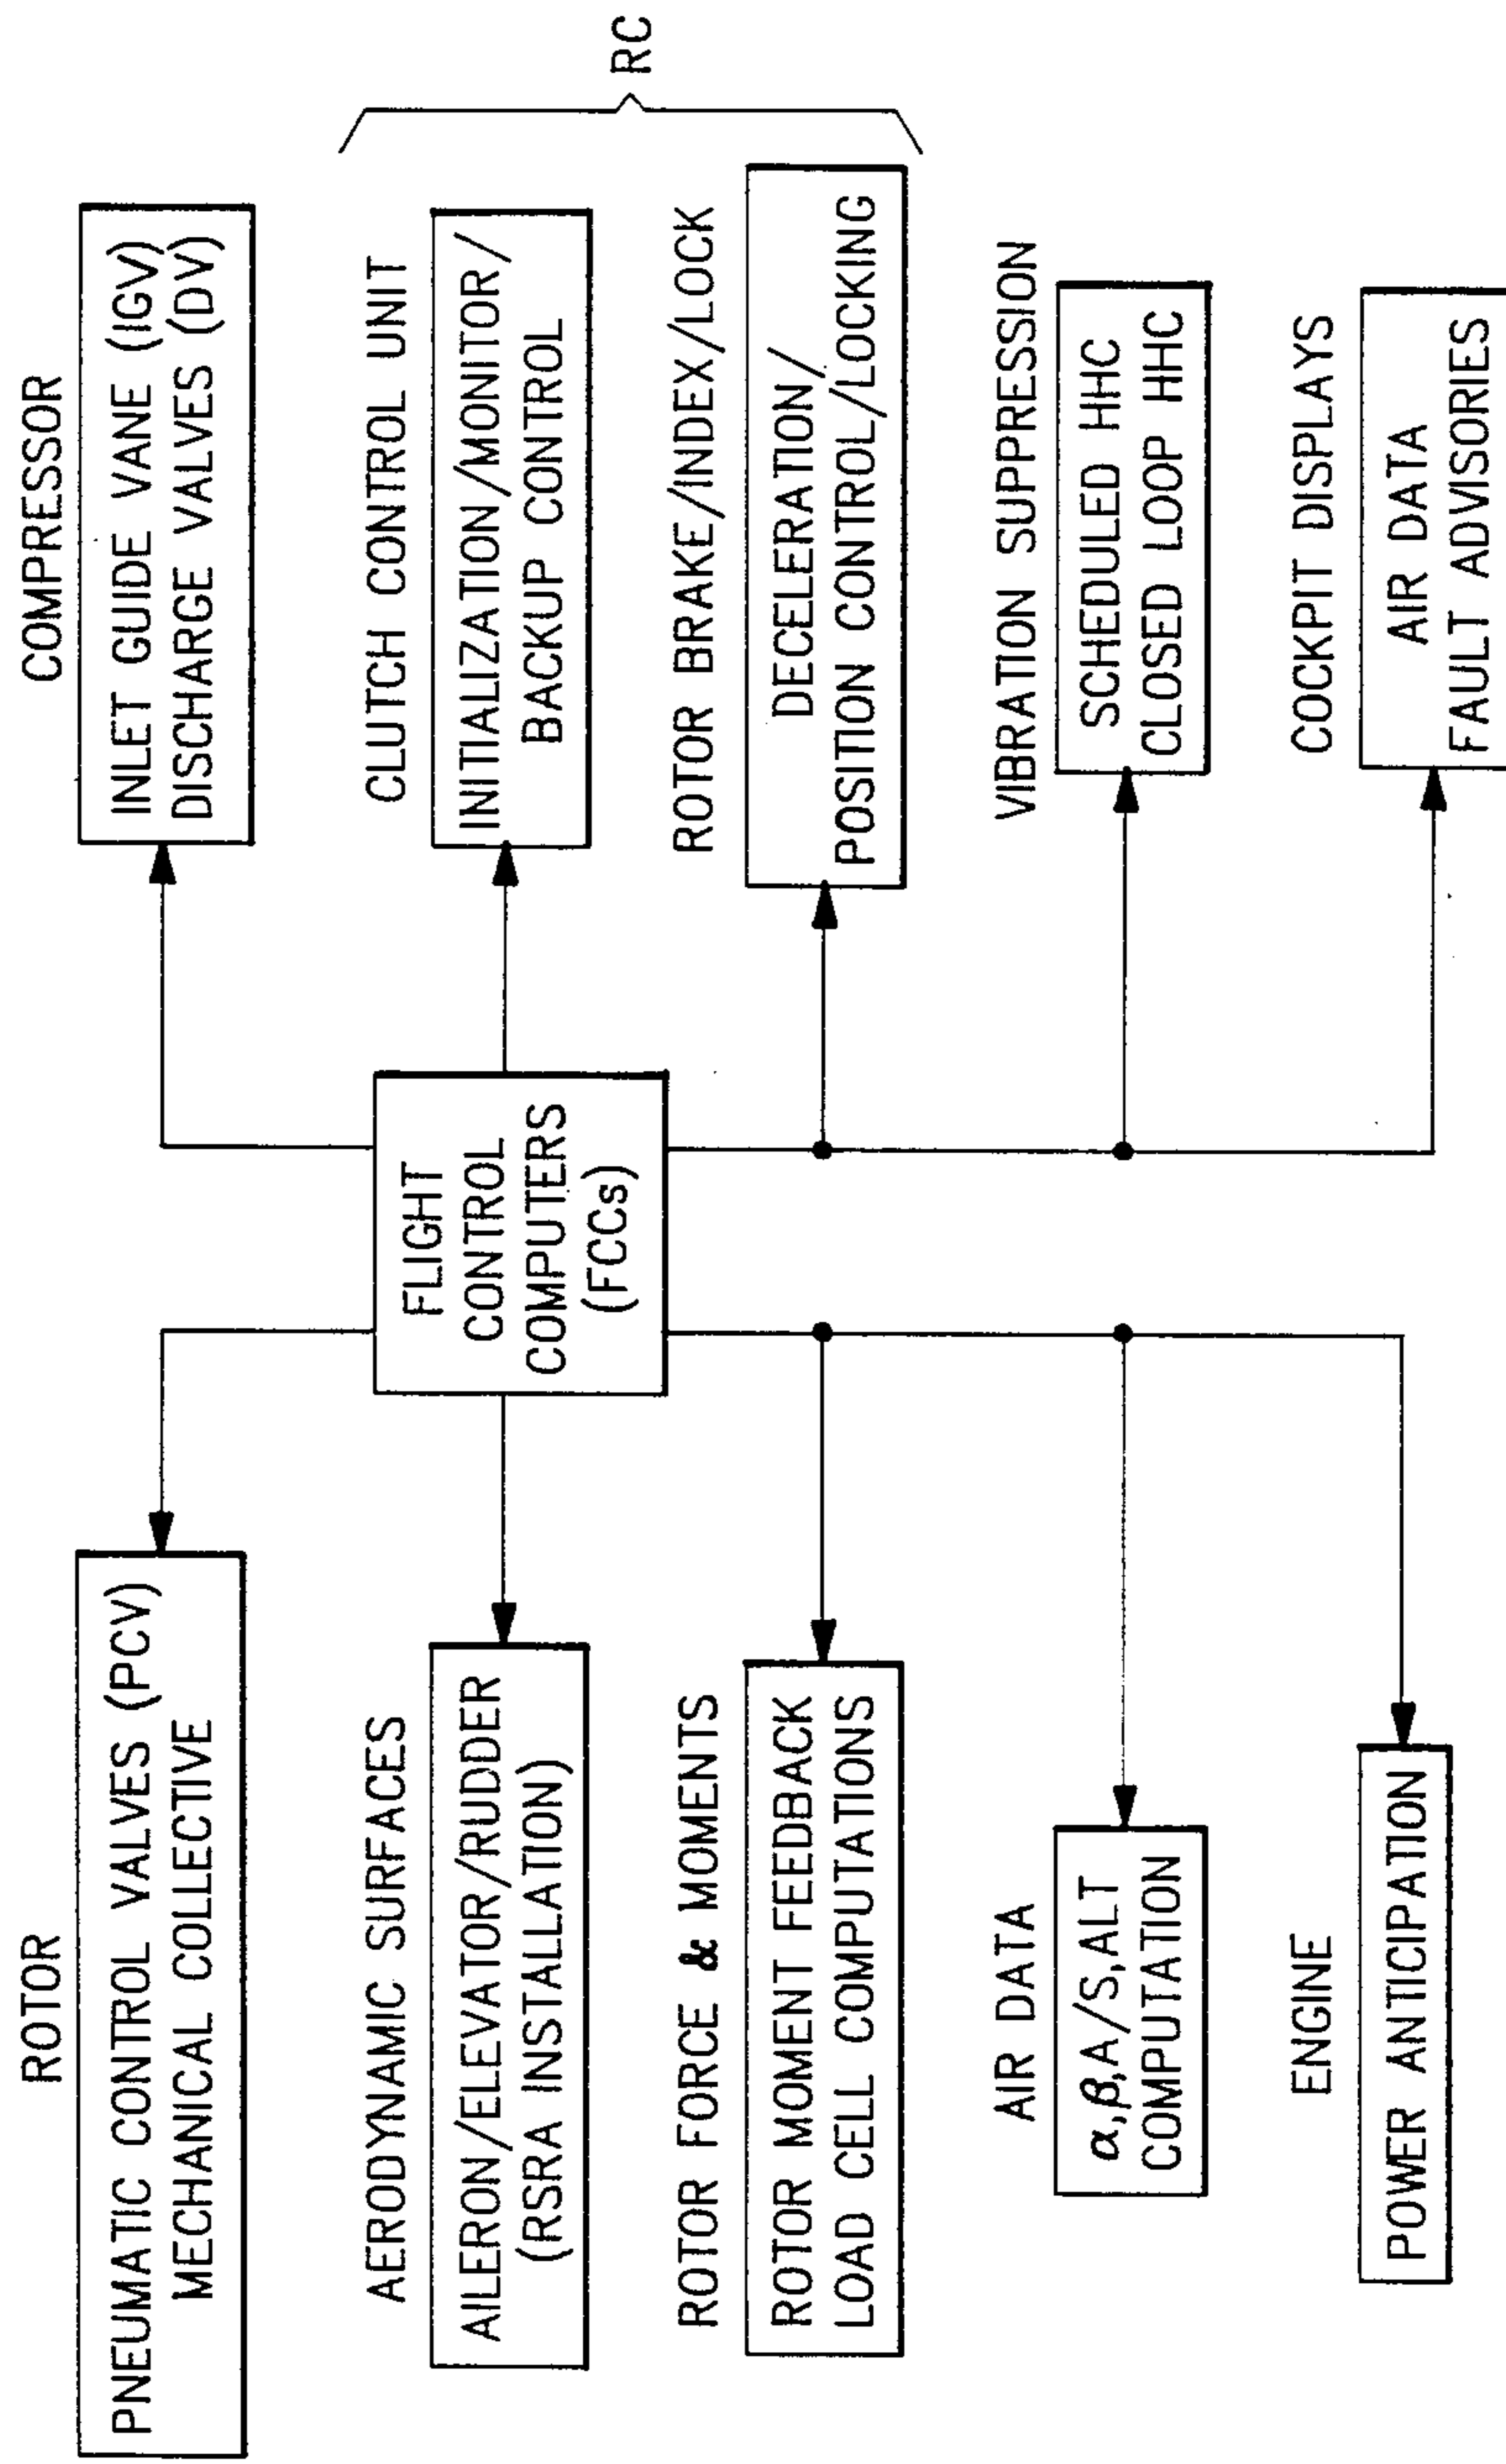 ROTOR
PNEUMATIC CONTROL VALVES (PCV)
MECHANICAL COLLECTIVE
AERODYNAMIC SURFACES
AILERON/ELEVATOR/RUDDER
(RSRA INSTALLATION)
ROTOR FORCE & MOMENTS
ROTOR MOMENT FEEDBACK
LOAD CELL COMPUTATIONS
AIR DATA
α,β,A/S,ALT
COMPUTATION
ENGINE
POWER ANTICIPATION
FLIGHT
CONTROL
COMPUTERS
(FCCs)
COMPRESSOR
INLET GUIDE VANE (IGV)
DISCHARGE VALVES (DV)
CLUTCH CONTROL UNIT
INITIALIZATION/MONITOR/
BACKUP CONTROL
ROTOR BRAKE/INDEX/LOCK
DECELERATION/
POSITION CONTROL/LOCKING
RC
VIBRATION SUPPRESSION
SCHEDULED HHC
CLOSED LOOP HHC
COCKPIT DISPLAYS
AIR DATA
FAULT ADVISORIES